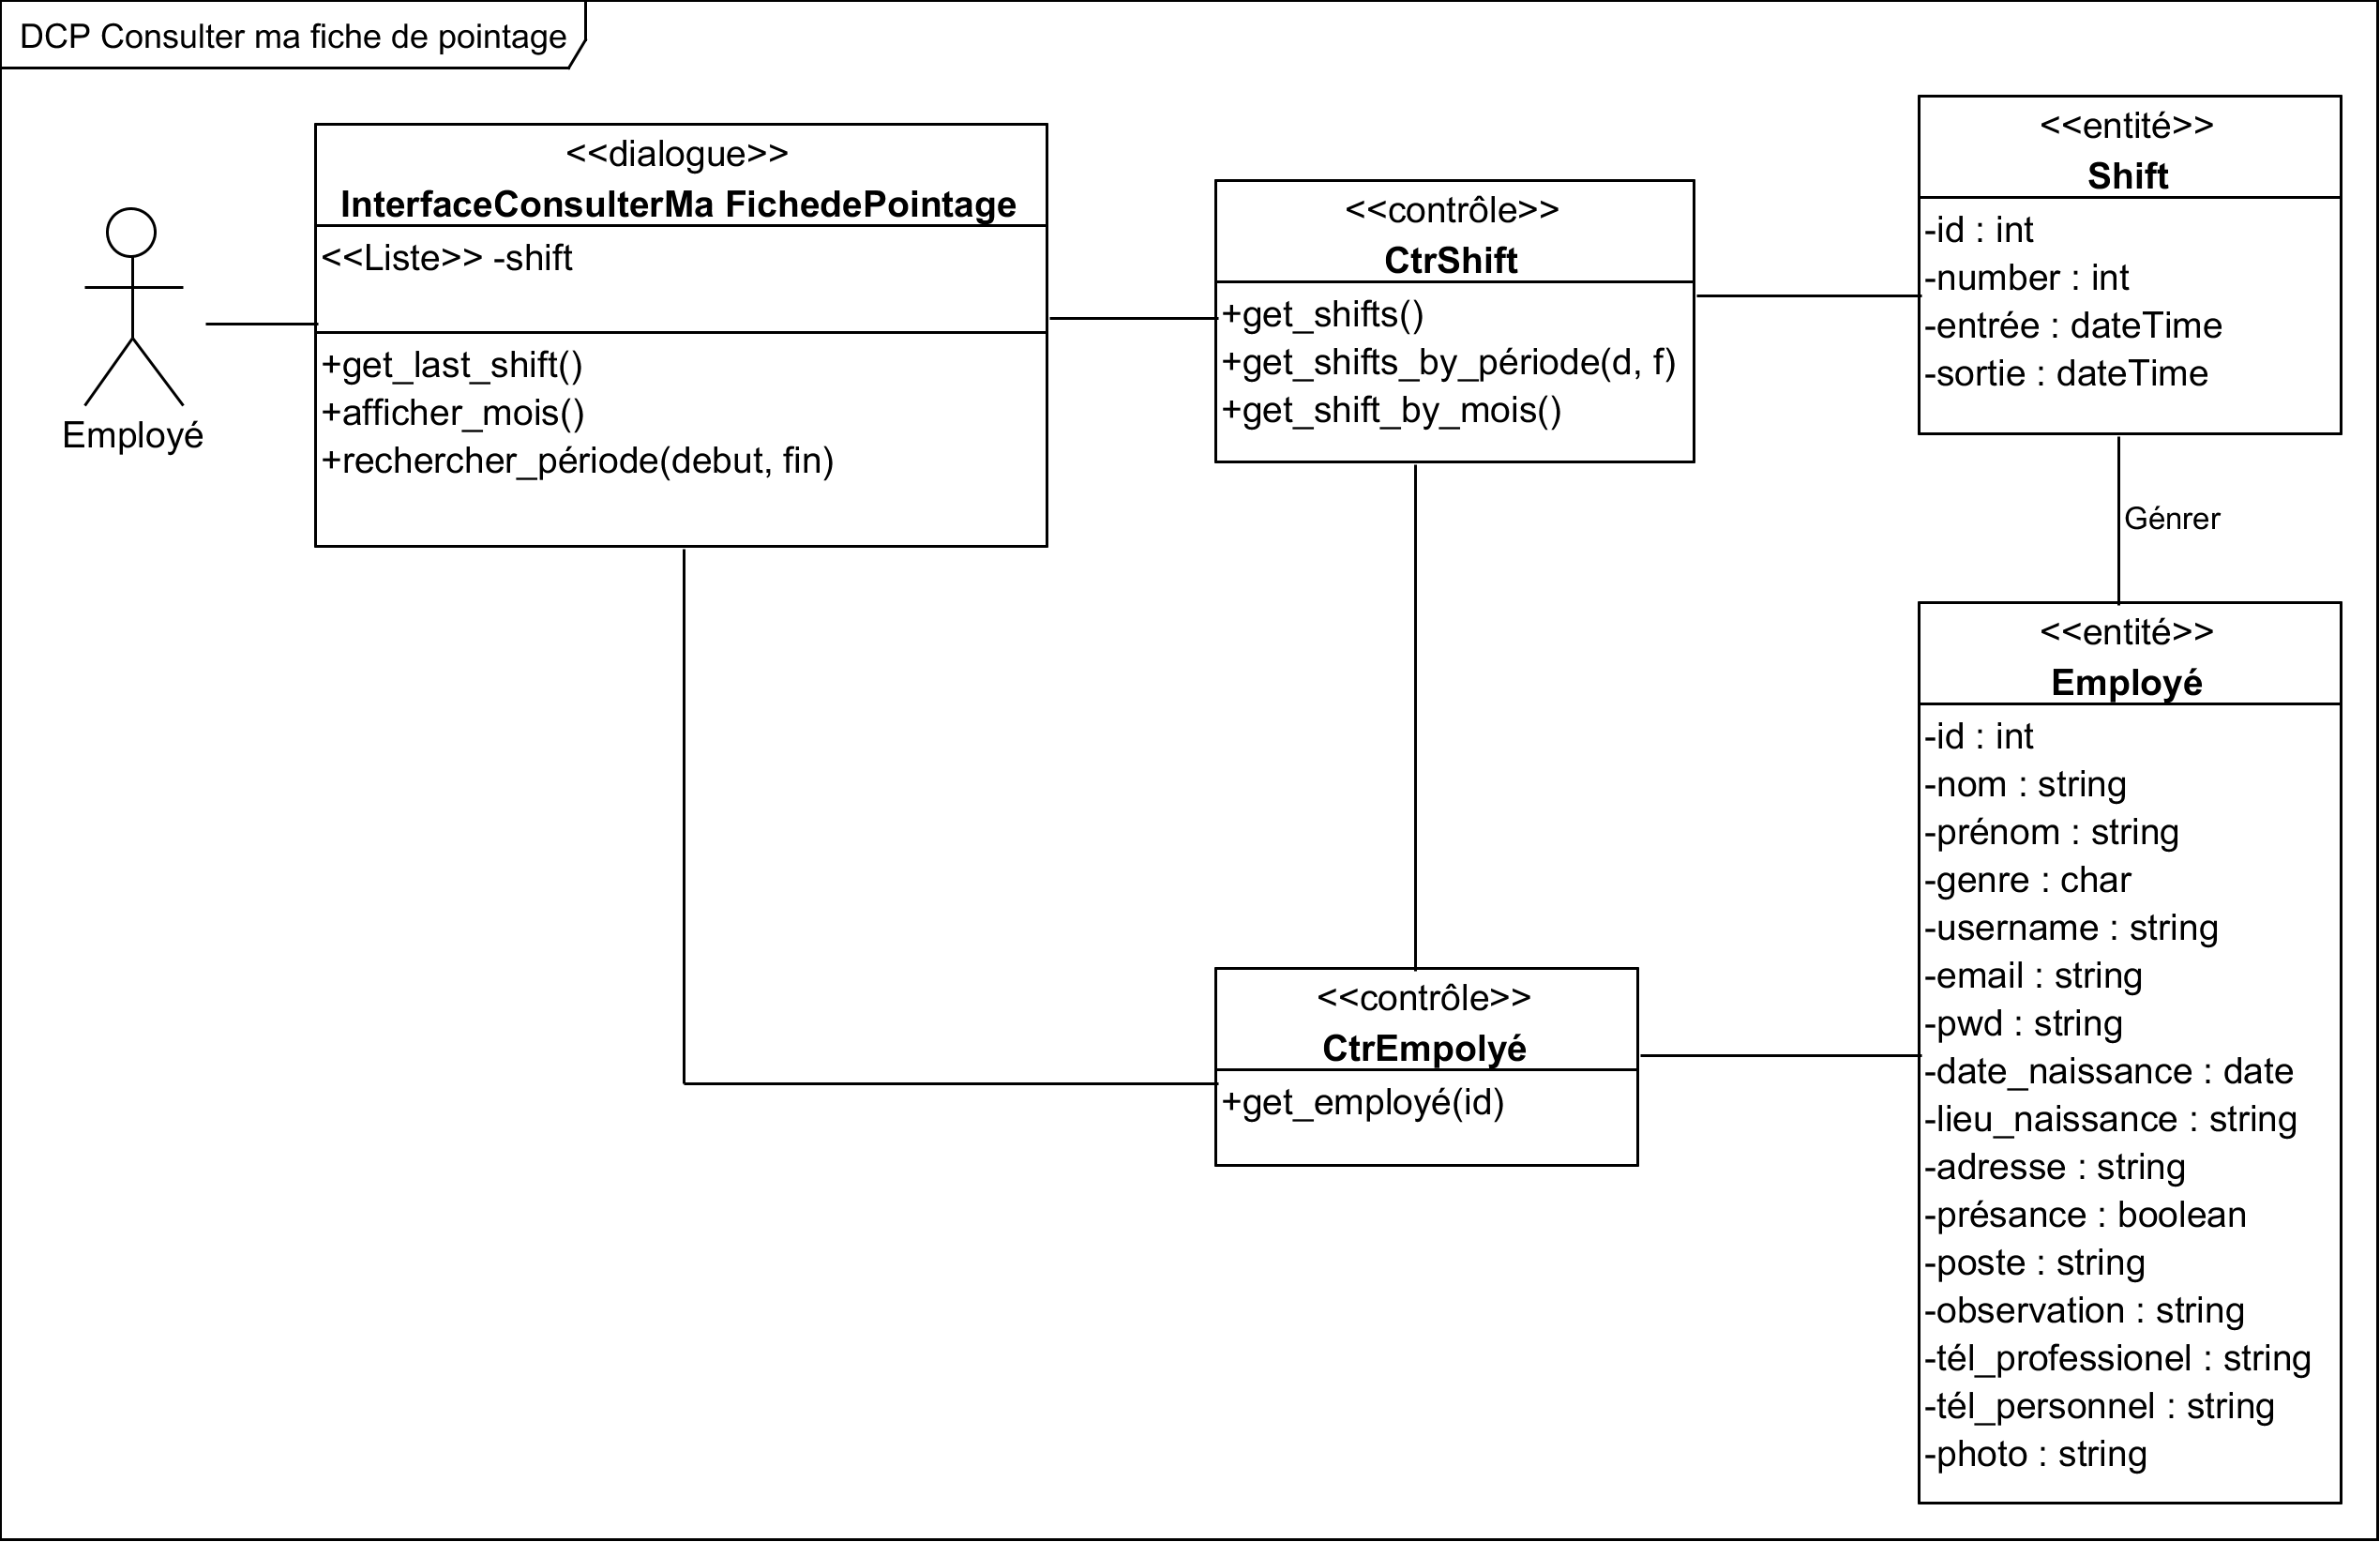 DCP Consulter ma fiche de pointage
Employé
<<dialogue>>
InterfaceConsulterMa FichedePointage
<<Liste>> -shift
+get_last_shift()
+afficher_mois()
+rechercher_période(debut, fin)
<<contrôle>>
CtrShift
+get_shifts()
+get_shifts_by_période(d, f)
+get_shift_by_mois()
<<entité>>
Shift
-id : int
-number : int
-entrée : dateTime
-sortie : dateTime
Génrer
<<contrôle>>
CtrEmpolyé
+get_employé(id)
<<entité>>
Employé
-id : int
-nom : string
-prénom : string
-genre : char
-username : string
-email : string
-pwd : string
-date_naissance : date
-lieu_naissance : string
-adresse : string
-présance : boolean
-poste : string
-observation : string
-tél_professionel : string
-tél_personnel : string
-photo : string